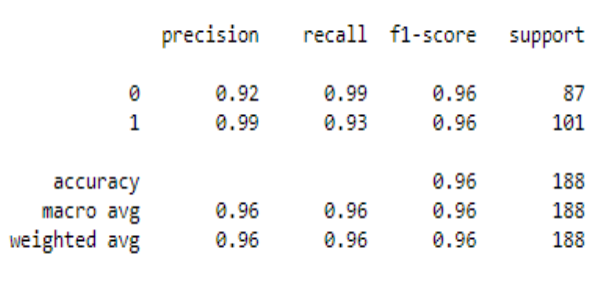 precision recall f1-score support
0 0.92 0.99 0.96 87
1 0.99 0.93 0.96 101
accuracy 0.96 188
macro avg 0.96 0.96 0.96 188
weighted avg 0.96 0.96 0.96 188